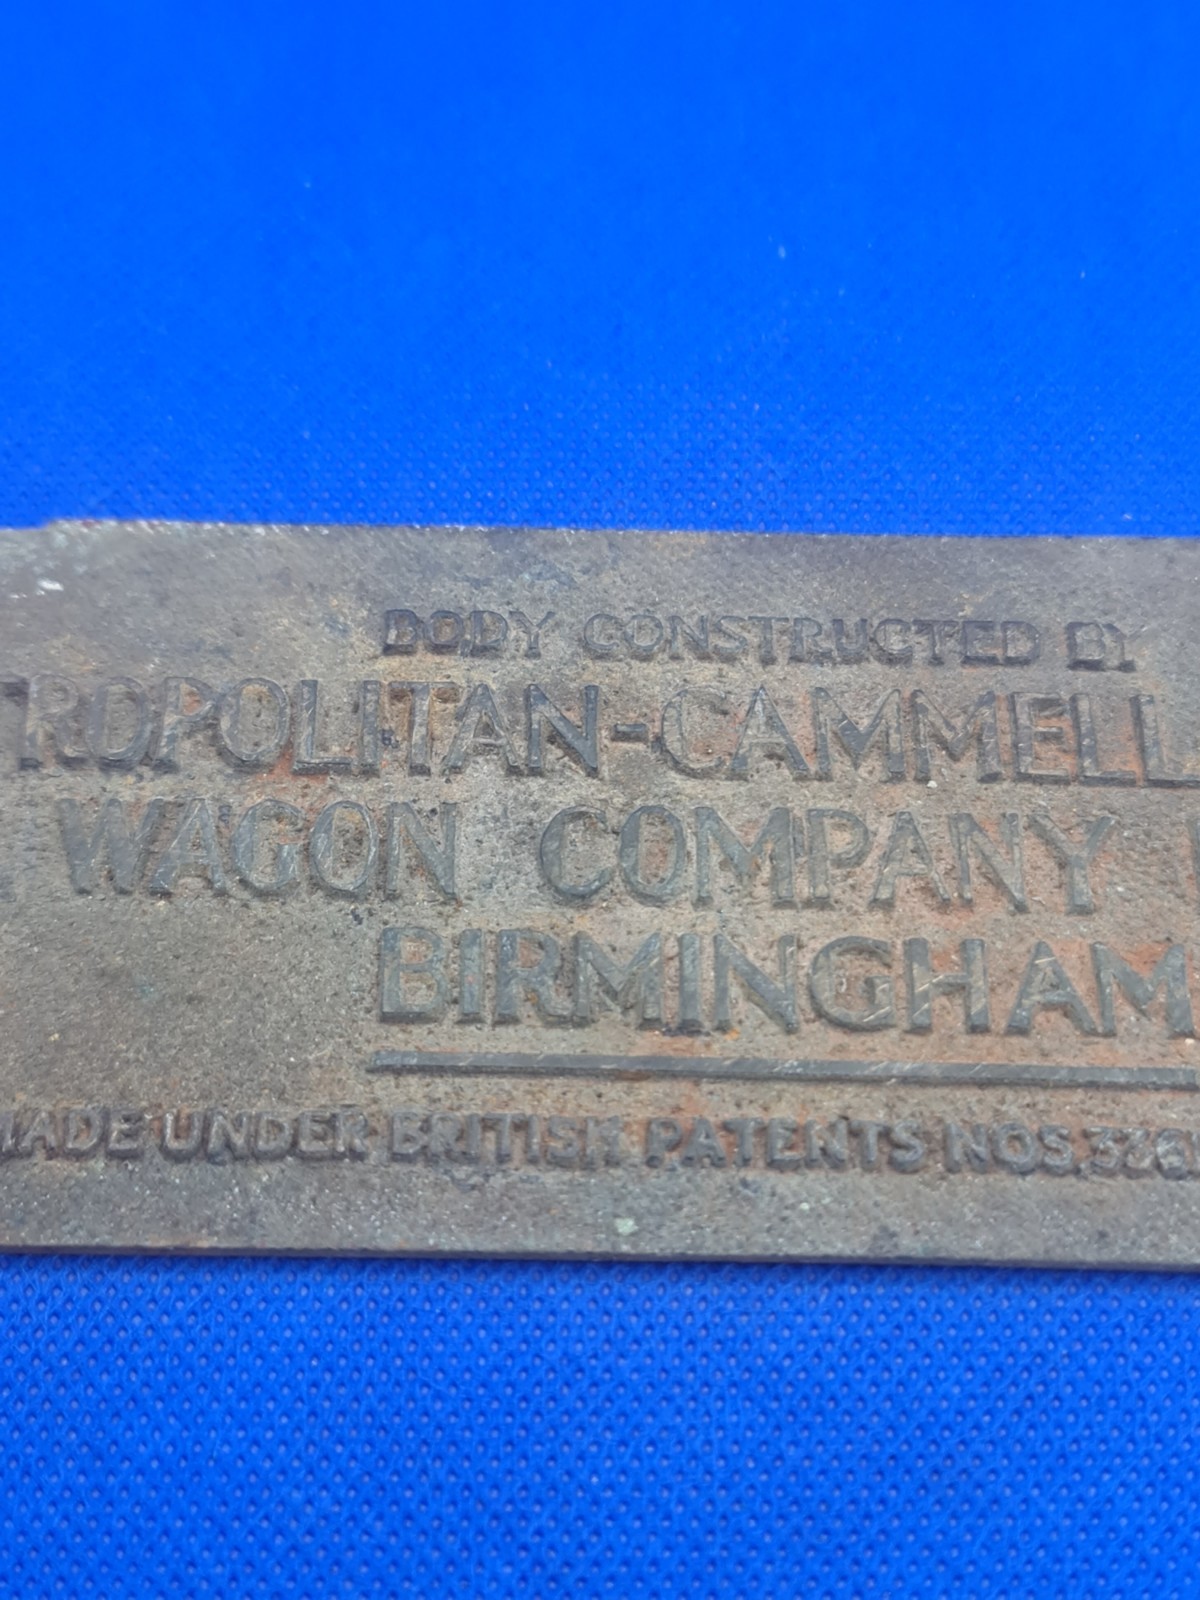 BODY CONSTRUCTED BY
TROPOLITAN-CAMMELL
WAGON COMPANY
BIRMINGHAM
MADE UNDER BRITISH PATENTS NOS.